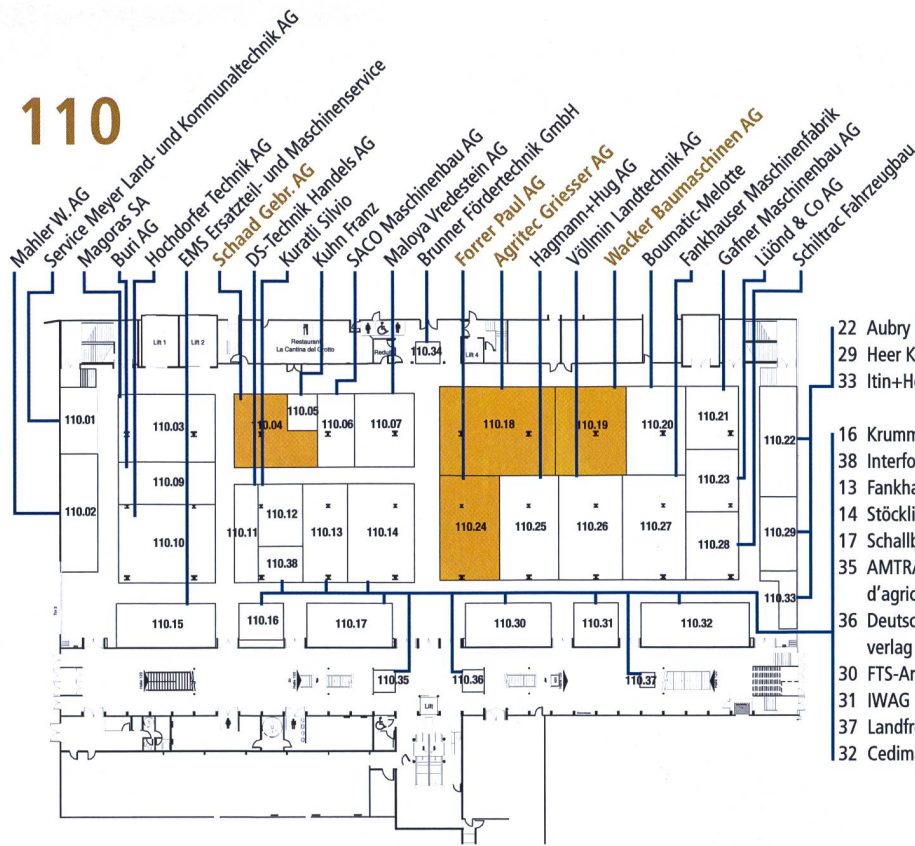 110
Mahler W. AG
Service Meyer Land- und Kommunaltechnik AG
Magoras SA
Buri AG
Hochdorfer Technik AG
EMS Ersatzteil- und Maschinenservice
Schaad Gebr. AG
DS-Technik Handels AG
Kuratli Silvio
Kuhn Franz
SACO Maschinenbau AG
Maloya Vredestein AG
Brunner Fördertechnik GmbH
Forrer Paul AG
Agritec Griesser AG
Hagmann+Hug AG
Völlmin Landtechnik AG
Wacker Baumaschinen AG
Boumatic-Melotte
Fankhauser Maschinenfabrik
Gafner Maschinenbau AG
Lüönd & Co AG
Schiltrac Fahrzeugbau
Lift 1
Lift 2
Restaurant
La Cantina del Grotto
Reduit
110.34
Lift 4
22 Aubry
29 Heer K
33 Itin+Hö
110.01
110.03
110.04
110.05
110.06
110.07
110.18
110.19
110.20
110.21
110.22
16 Krumm
38 Interfo
13 Fankha
14 Stöckli
17 Schallb
35 AMTRA
d'agric
36 Deutsc
verlag
30 FTS-An
31 IWAG
37 Landfre
32 Cedima
110.02
110.09
110.10
110.11
110.12
110.13
110.14
110.38
110.24
110.25
110.26
110.27
110.23
110.28
110.29
110.33
110.15
110.16
110.17
110.30
110.31
110.32
110.35
110.36
110.37
Lift